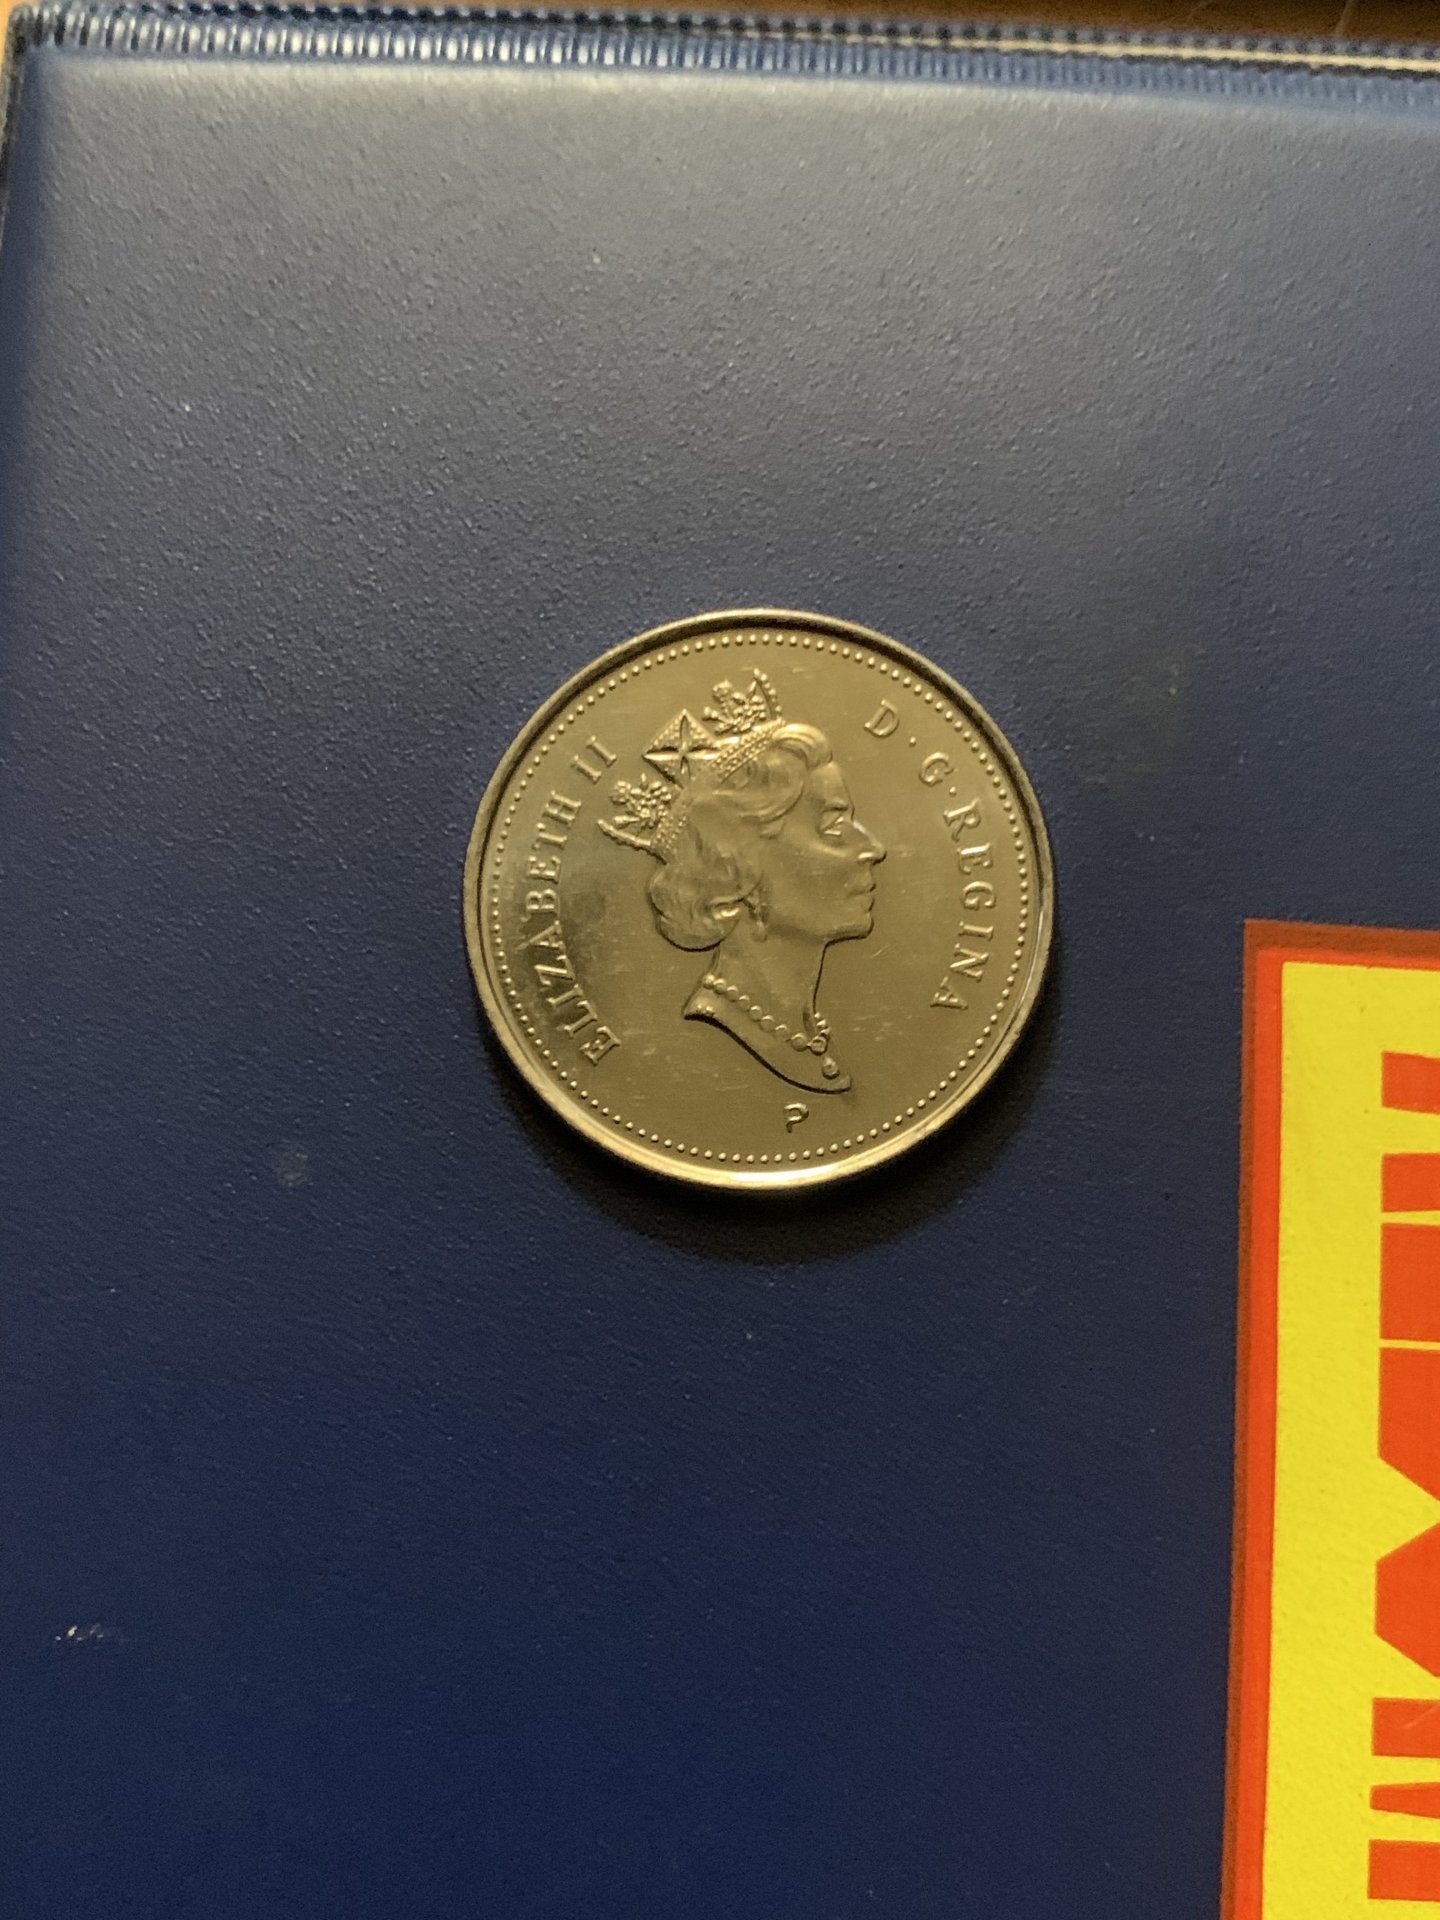 ELIZABETH II
D·G·REGINA
P